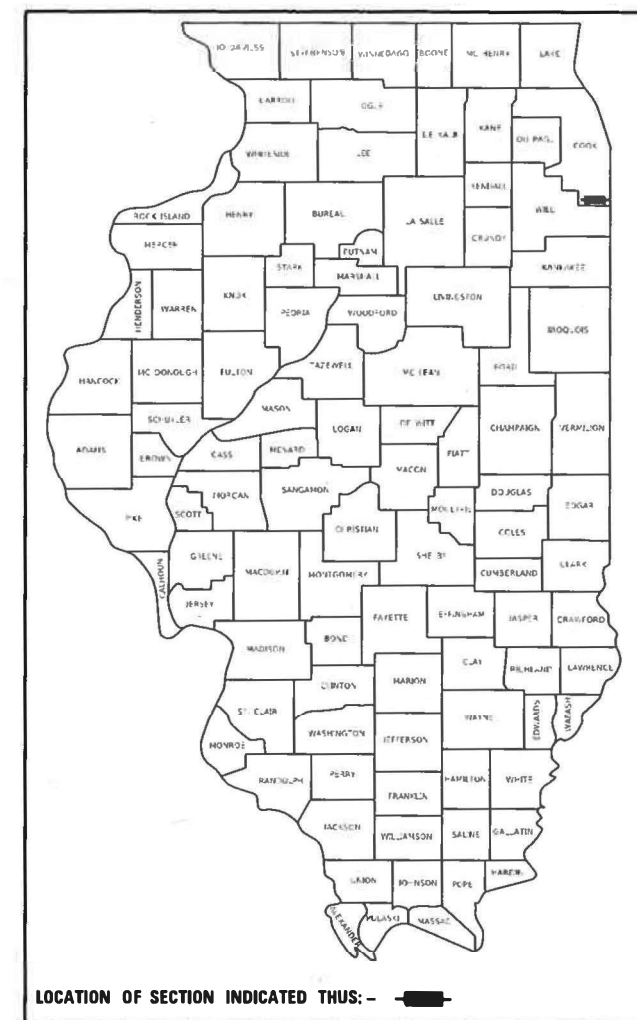 JO DAVIESS STEPHENSON WINNEBAGO BOONE MC HENRY LAKE
CARROLL OGLE DE KALB KANE DU PAGE COOK
WHITESIDE LEE
KENDALL WILL
ROCK ISLAND HENRY BUREAU LA SALLE GRUNDY
MERCER PUTNAM KANKAKEE
STARK MARSHALL LIVINGSTON
HENDERSON WARREN KNOX PEORIA WOODFORD IROQUOIS
TAZEWELL MC LEAN FORD
HANCOCK MC DONOUGH FULTON
MASON LOGAN DE WITT CHAMPAIGN VERMILION
ADAMS SCHUYLER PIATT
BROWN CASS MENARD MACON
PIKE SCOTT MORGAN SANGAMON MOULTRIE DOUGLAS EDGAR
CHRISTIAN COLES
CALHOUN GREENE MACOUPIN MONTGOMERY SHELBY CUMBERLAND CLARK
JERSEY FAYETTE EFFINGHAM JASPER CRAWFORD
MADISON BOND
CLAY RICHLAND LAWRENCE
CLINTON MARION
ST. CLAIR WAYNE EDWARDS WABASH
MONROE WASHINGTON JEFFERSON
RANDOLPH PERRY HAMILTON WHITE
FRANKLIN
JACKSON WILLIAMSON SALINE GALLATIN
UNION JOHNSON POPE HARDIN
ALEXANDER PULASKI MASSAC
LOCATION OF SECTION INDICATED THUS: -